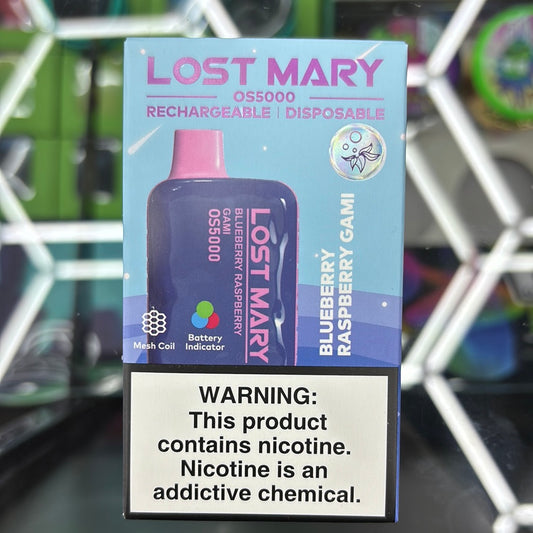 LOST MARY
OS5000
RECHARGEABLE | DISPOSABLE
LOST MARY
BLUEBERRY RASPBERRY
GAMI
OS5000
BLUEBERRY
RASPBERRY GAMI
Mesh Coil
Battery
Indicator
WARNING:
This product
contains nicotine.
Nicotine is an
addictive chemical.